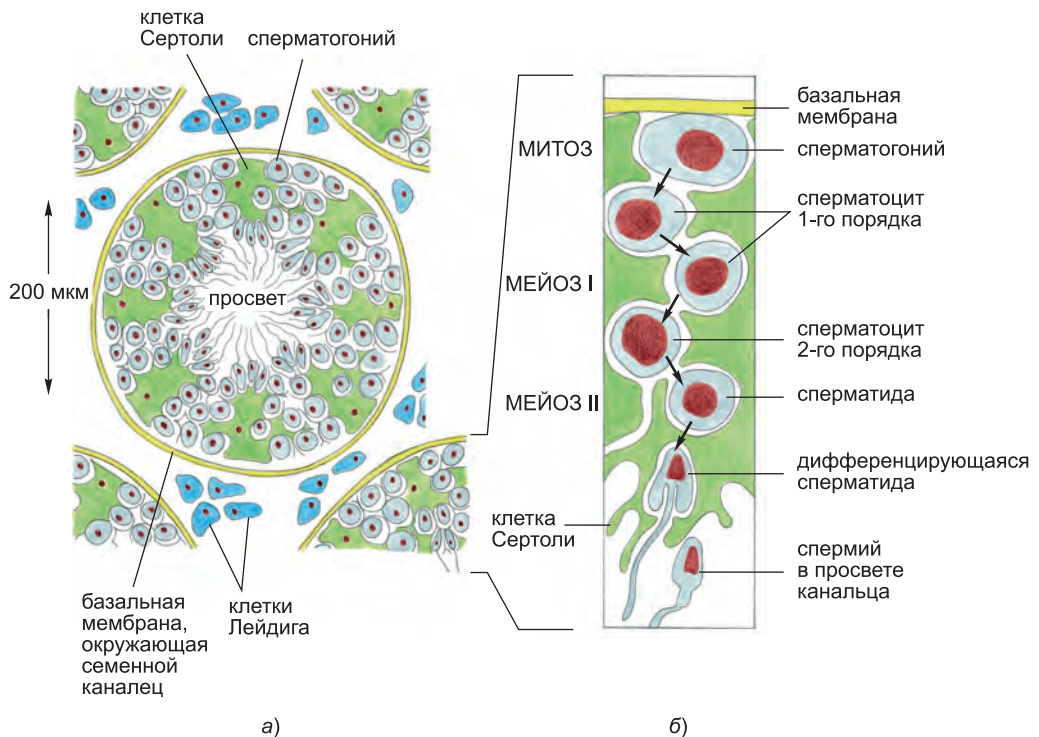 клетка
Сертоли
сперматогоний
200 мкм
просвет
базальная
мембрана,
окружающая
семенной
каналец
клетки
Лейдига
а)
МИТОЗ
МЕЙОЗ I
МЕЙОЗ II
клетка
Сертоли
базальная
мембрана
сперматогоний
сперматоцит
1-го порядка
сперматоцит
2-го порядка
сперматида
дифференцирующаяся
сперматида
спермий
в просвете
канальца
б)